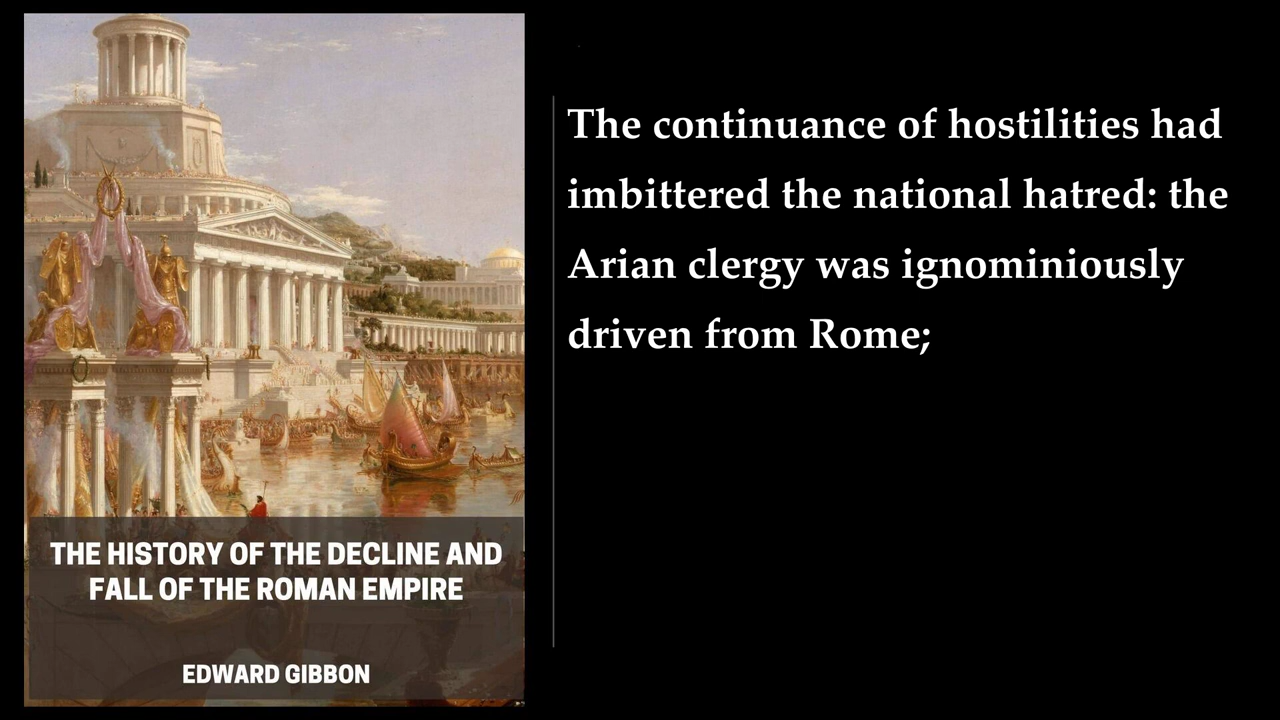 The continuance of hostilities had
imbittered the national hatred: the
Arian clergy was ignominiously
driven from Rome;
THE HISTORY OF THE DECLINE AND
FALL OF THE ROMAN EMPIRE
EDWARD GIBBON